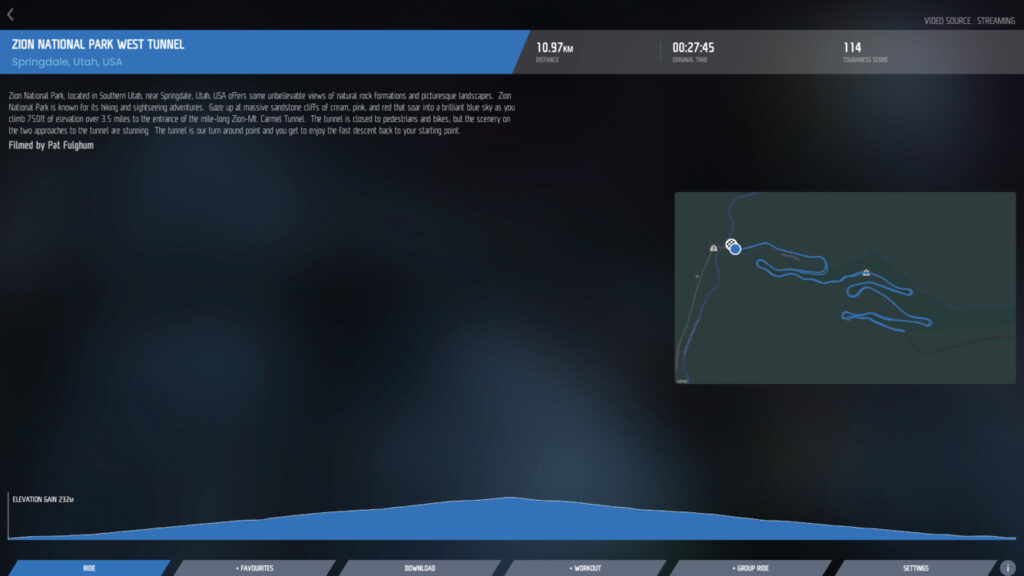 VIDEO SOURCE : STREAMING
ZION NATIONAL PARK WEST TUNNEL
Springdale, Utah, USA
10.97KM
DISTANCE
00:27:45
ORIGINAL TIME
114
TOUGHNESS SCORE
Zion National Park, located in Southern Utah, near Springdale, Utah, USA offers some unbelievable views of natural rock formations and picturesque landscapes. Zion
National Park is known for its hiking and sightseeing adventures. Gaze up at massive sandstone cliffs of cream, pink, and red that soar into a brilliant blue sky as you
climb 750ft of elevation over 3.5 miles to the entrance of the mile-long Zion-Mt. Carmel Tunnel. The tunnel is closed to pedestrians and bikes, but the scenery on
the two approaches to the tunnel are stunning. The tunnel is our turn around point and you get to enjoy the fast descent back to your starting point.
Filmed by Pat Fulghum
ELEVATION GAIN 232M
RIDE
+ FAVOURITES
DOWNLOAD
+ WORKOUT
+ GROUP RIDE
SETTINGS
i